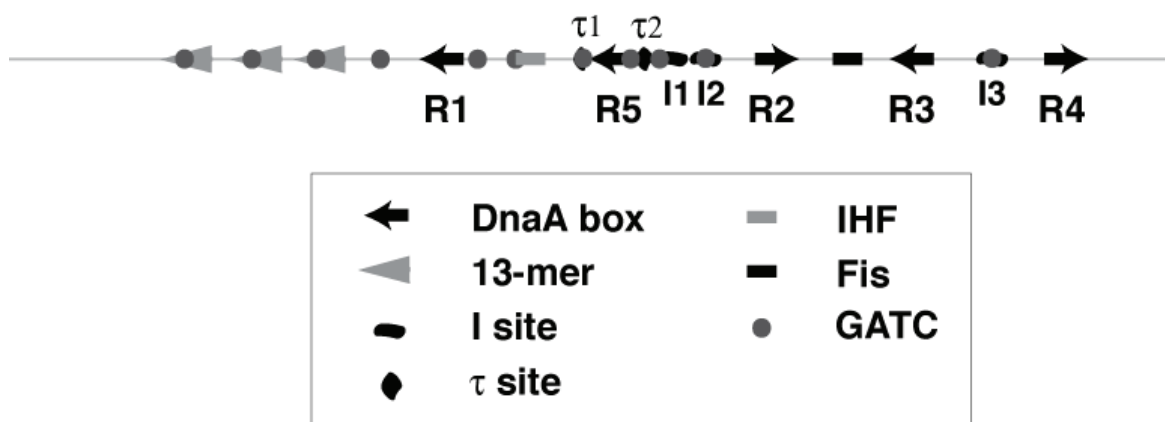 τ1 τ2
I1 I2 I3
R1 R5 R2 R3 R4
DnaA box IHF
13-mer Fis
I site GATC
τ site